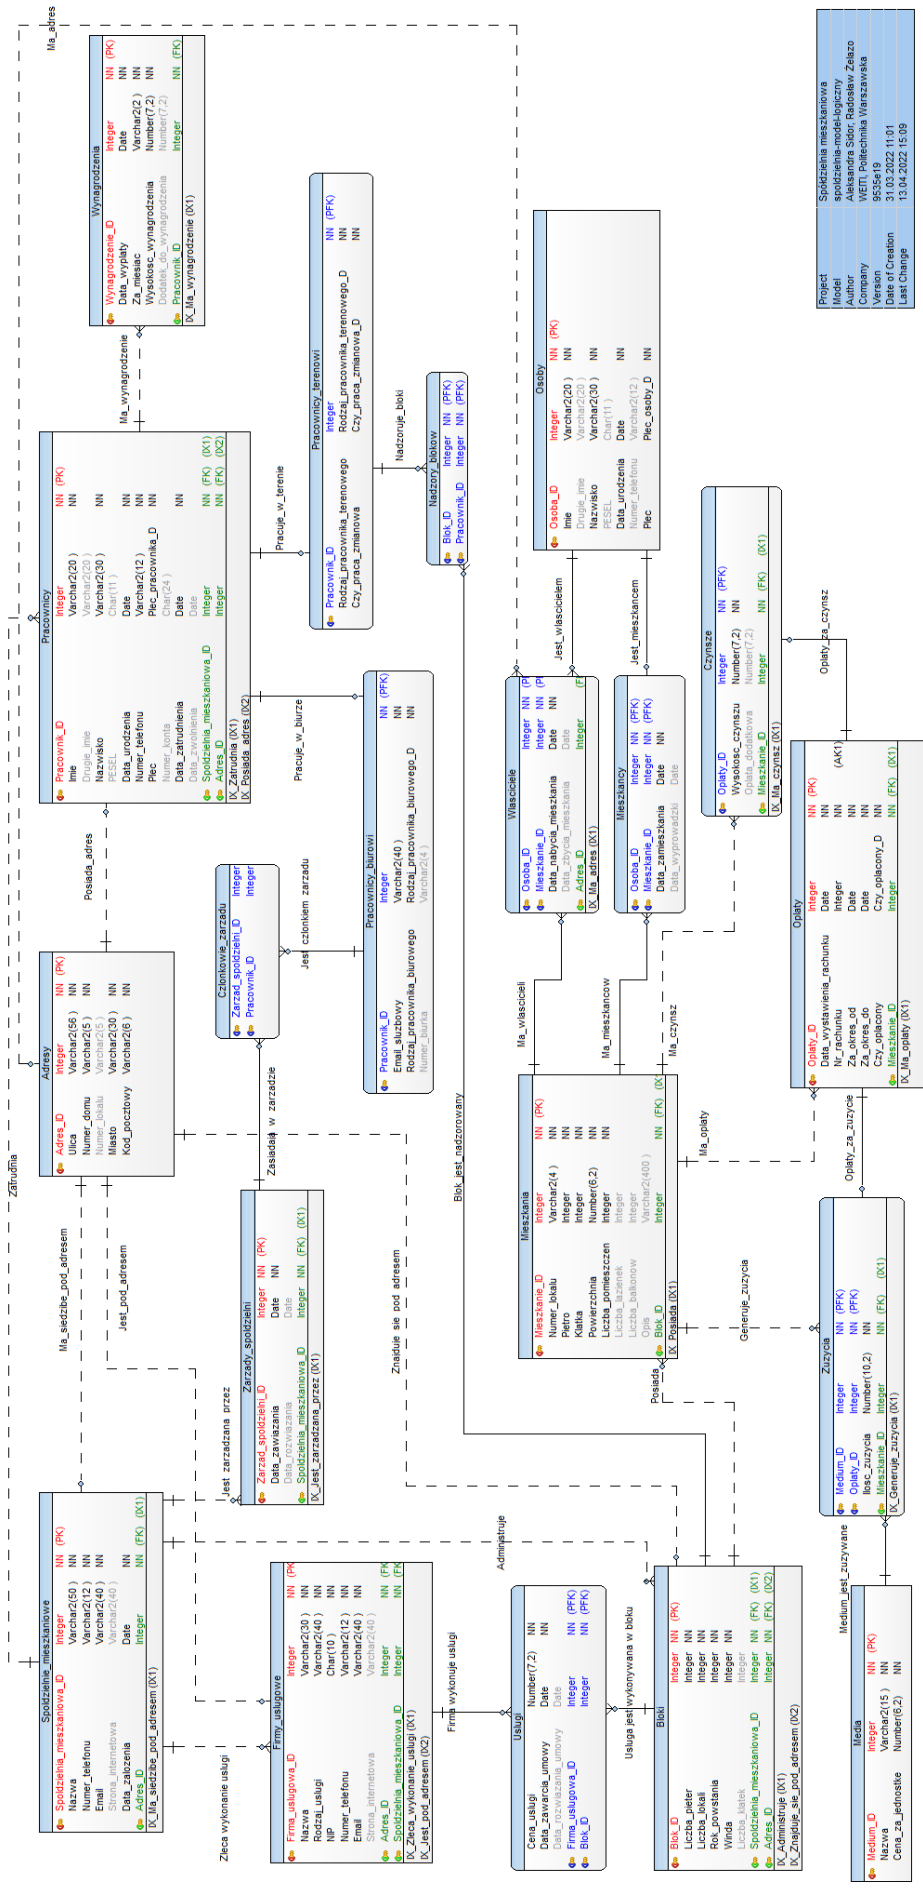 Zatrudnia
Ma_adres
Spoldzielnie_mieszkaniowe
Spoldzielnia_mieszkaniowa_ID Integer NN (PK)
Nazwa Varchar2(50) NN
Numer_telefonu Varchar2(12) NN
Email Varchar2(40) NN
Strona_internetowa Varchar2(40)
Data_zalozenia Date NN
Adres_ID Integer NN (FK) (IX1)
IX_Ma_siedzibe_pod_adresem (IX1)
Ma_siedzibe_pod_adresem
Jest_pod_adresem
Adresy
Adres_ID Integer NN (PK)
Ulica Varchar2(56) NN
Numer_domu Varchar2(5) NN
Numer_lokalu Varchar2(5)
Miasto Varchar2(30) NN
Kod_pocztowy Varchar2(6) NN
Posiada_adres
Pracownicy
Pracownik_ID Integer NN (PK)
Imie Varchar2(20) NN
Drugie_imie Varchar2(20)
Nazwisko Varchar2(30) NN
PESEL Char(11)
Data_urodzenia Date NN
Numer_telefonu Varchar2(12) NN
Plec Plec_pracownika_D NN
Numer_konta Char(24)
Data_zatrudnienia Date NN
Data_zwolnienia Date
Spoldzielnia_mieszkaniowa_ID Integer NN (FK) (IX1)
Adres_ID Integer NN (FK) (IX2)
IX_Zatrudnia (IX1)
IX_Posiada_adres (IX2)
Ma_wynagrodzenie
Wynagrodzenia
Wynagrodzenie_ID Integer NN (PK)
Data_wyplaty Date NN
Za_miesiac Varchar2(2) NN
Wysokosc_wynagrodzenia Number(7,2) NN
Dodatek_do_wynagrodzenia Number(7,2)
Pracownik_ID Integer NN (FK)
IX_Ma_wynagrodzenie (IX1)
Zleca wykonanie uslugi
Jest zarzadzana przez
Zarzady_spoldzielni
Zarzad_spoldzielni_ID Integer NN (PK)
Data_zawiazania Date NN
Data_rozwiazania Date
Spoldzielnia_mieszkaniowa_ID Integer NN (FK) (IX1)
IX_Jest_zarzadzana_przez (IX1)
Zasiadaja w zarzadzie
Czlonkowie_zarzadu
Zarzad_spoldzielni_ID Integer
Pracownik_ID Integer
Jest czlonkiem zarzadu
Pracuje_w_biurze
Pracuje_w_terenie
Firmy_uslugowe
Firma_uslugowa_ID Integer NN (PK
Nazwa Varchar2(30) NN
Rodzaj_uslugi Varchar2(40) NN
NIP Char(10) NN
Numer_telefonu Varchar2(12) NN
Email Varchar2(40) NN
Strona_internetowa Varchar2(40)
Adres_ID Integer NN (FK
Spoldzielnia_mieszkaniowa_ID Integer NN (FK
IX_Zleca_wykonanie_uslugi (IX1)
IX_Jest_pod_adresem (IX2)
Pracownicy_biurowi
Pracownik_ID Integer NN (PFK)
Email_sluzbowy Varchar2(40) NN
Rodzaj_pracownika_biurowego Rodzaj_pracownika_biurowego_D NN
Numer_biurka Varchar2(4)
Pracownicy_terenowi
Pracownik_ID Integer NN (PFK)
Rodzaj_pracownika_terenowego Rodzaj_pracownika_terenowego_D NN
Czy_praca_zmianowa Czy_praca_zmianowa_D NN
Nadzoruje_bloki
Znajduje sie pod adresem
Nadzory_blokow
Blok_ID Integer NN (PFK)
Pracownik_ID Integer NN (PFK)
Firma wykonuje uslugi
Administruje
Blok_jest_nadzorowany
Uslugi
Cena_uslugi Number(7,2) NN
Data_zawarcia_umowy Date NN
Data_rozwiazania_umowy Date
Firma_uslugowa_ID Integer NN (PFK)
Blok_ID Integer NN (PFK)
Usluga jest wykonywana w bloku
Ma_wlascicieli
Wlasciciele
Osoba_ID Integer NN (P
Mieszkanie_ID Integer NN (P
Data_nabycia_mieszkania Date NN
Data_zbycia_mieszkania Date
Adres_ID Integer (F
IX_Ma_adres (IX1)
Jest_wlascicielem
Osoby
Osoba_ID Integer NN (PK)
Imie Varchar2(20) NN
Drugie_imie Varchar2(20)
Nazwisko Varchar2(30) NN
PESEL Char(11)
Data_urodzenia Date NN
Numer_telefonu Varchar2(12)
Plec Plec_osoby_D NN
Mieszkania
Mieszkanie_ID Integer NN (PK)
Numer_lokalu Varchar2(4) NN
Pietro Integer NN
Klatka Integer NN
Powierzchnia Number(6,2) NN
Liczba_pomieszczen Integer NN
Liczba_lazienek Integer
Liczba_balkonow Integer
Opis Varchar2(400)
Blok_ID Integer NN (FK) (IX
IX_Posiada (IX1)
Ma_mieszkancow
Mieszkancy
Osoba_ID Integer NN (PFK)
Mieszkanie_ID Integer NN (PFK)
Data_zamieszkania Date NN
Data_wyprowadzki Date
Jest_mieszkancem
Posiada
Ma_czynsz
Ma_oplaty
Generuje_zuzycia
Bloki
Blok_ID Integer NN (PK)
Liczba_pieter Integer NN
Liczba_lokali Integer NN
Rok_powstania Integer NN
Winda Integer NN
Liczba_klatek Integer
Spoldzielnia_mieszkaniowa_ID Integer NN (FK) (IX1)
Adres_ID Integer NN (FK) (IX2)
IX_Administruje (IX1)
IX_Znajduje_sie_pod_adresem (IX2)
Czynsze
Oplaty_ID Integer NN (PFK)
Wysokosc_czynszu Number(7,2) NN
Oplata_dodatkowa Number(7,2)
Mieszkanie_ID Integer NN (FK) (IX1)
IX_Ma_czynsz (IX1)
Oplaty_za_czynsz
Oplaty
Oplaty_ID Integer NN (PK)
Data_wystawienia_rachunku Date NN
Nr_rachunku Integer NN (AK1)
Za_okres_od Date NN
Za_okres_do Date NN
Czy_oplacony Czy_oplacony_D NN
Mieszkanie_ID Integer NN (FK) (IX1)
IX_Ma_oplaty (IX1)
Oplaty_za_zuzycie
Zuzycia
Medium_ID Integer NN (PFK)
Oplaty_ID Integer NN (PFK)
Ilosc_zuzycia Number(10,2) NN
Mieszkanie_ID Integer NN (FK) (IX1)
IX_Generuje_zuzycia (IX1)
Medium_jest_zuzywane
Media
Medium_ID Integer NN (PK)
Nazwa Varchar2(15) NN
Cena_za_jednostke Number(6,2) NN
Project Spółdzielnia mieszkaniowa
Model spoldzielnia-model-logiczny
Author Aleksandra Sidor, Radosław Żelazo
Company WEITI, Politechnika Warszawska
Version 9535e19
Date of Creation 31.03.2022 11:01
Last Change 13.04.2022 15:09